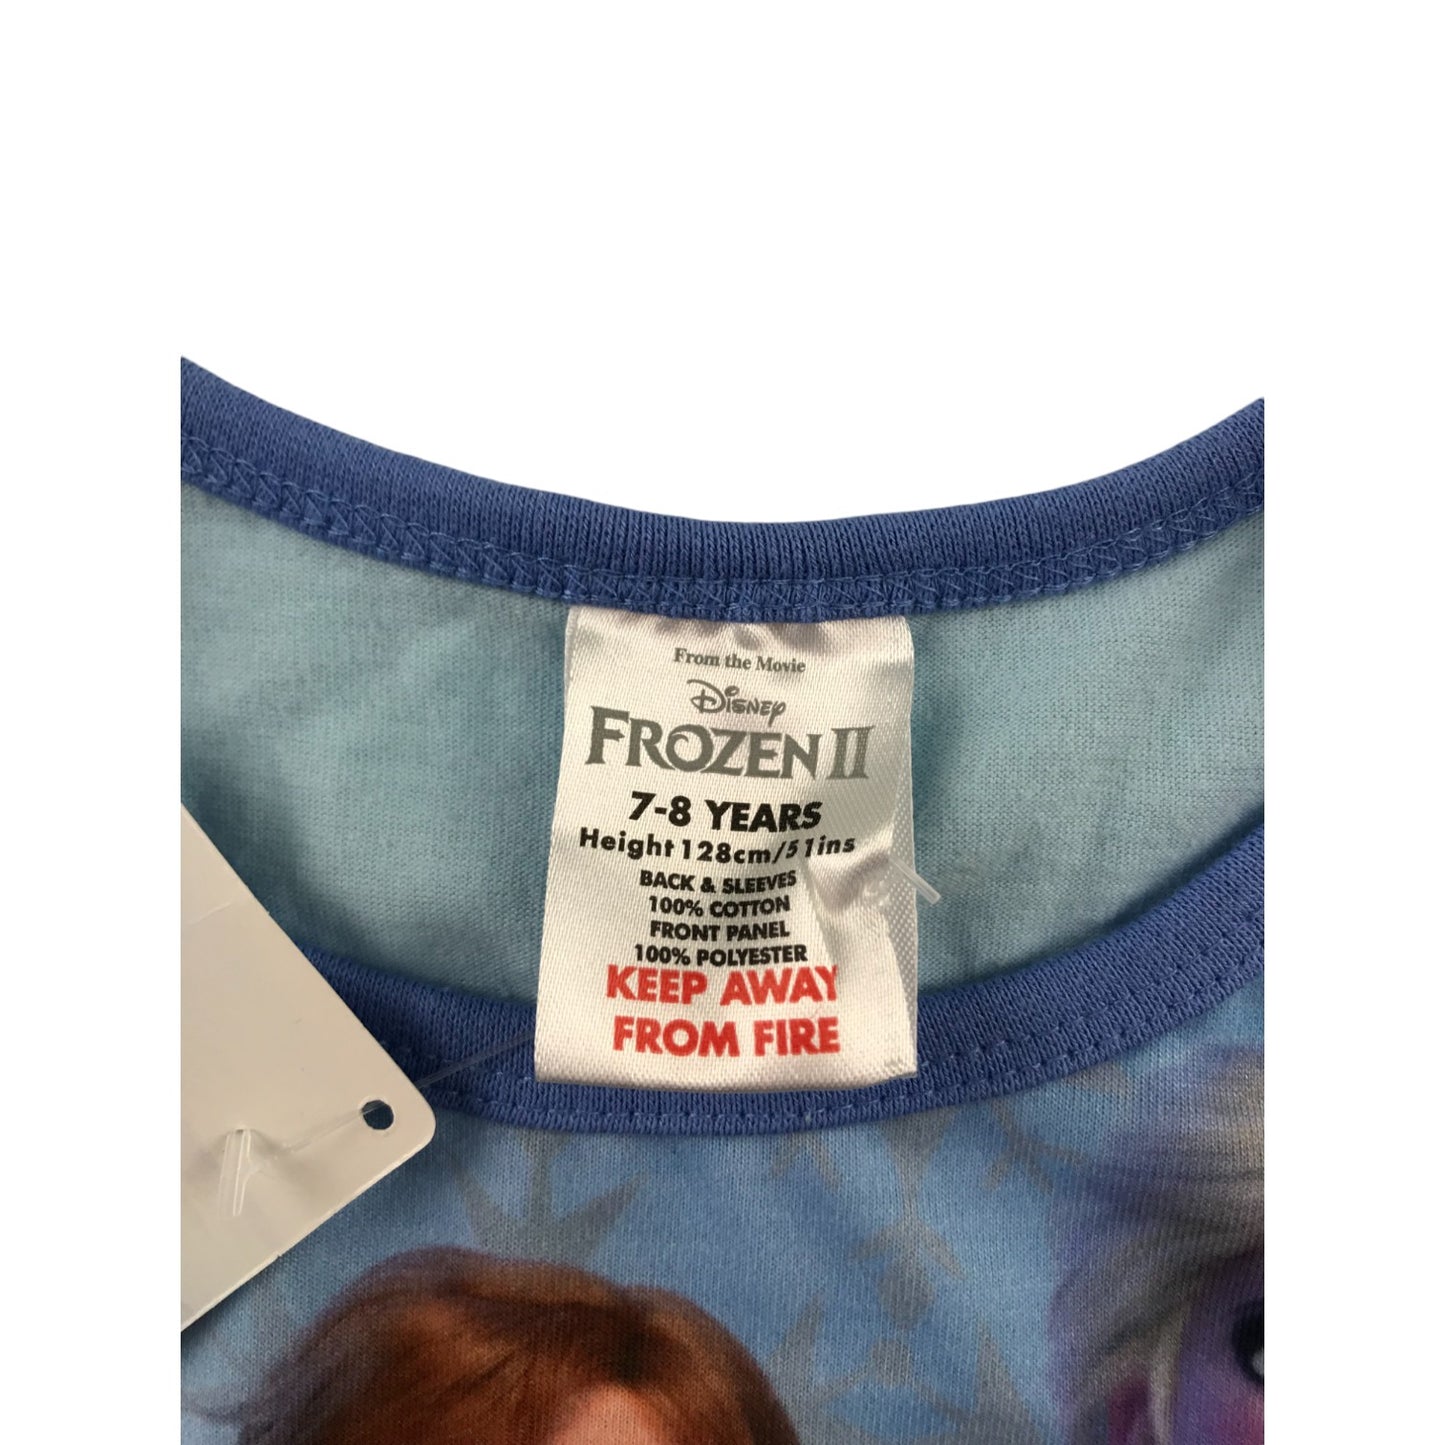 From the Movie
Disney
FROZEN II
7-8 YEARS
Height 128cm/51ins
BACK & SLEEVES
100% COTTON
FRONT PANEL
100% POLYESTER
KEEP AWAY
FROM FIRE